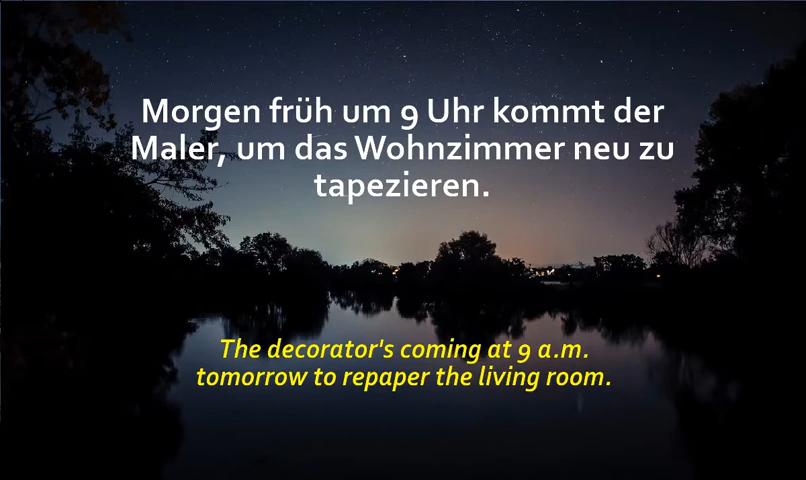 Morgen früh um 9 Uhr kommt der
Maler, um das Wohnzimmer neu zu
tapezieren.
The decorator's coming at 9 a.m.
tomorrow to repaper the living room.